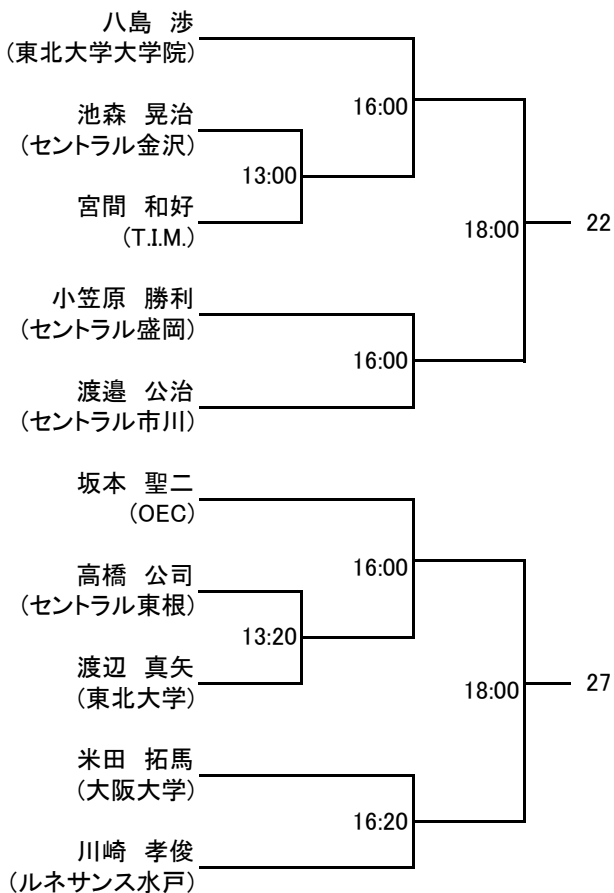 八島　渉
(東北大学大学院)
16:00
池森　晃治
(セントラル金沢)
13:00
宮間　和好
(T.I.M.)
18:00
22
小笠原　勝利
(セントラル盛岡)
16:00
渡邉　公治
(セントラル市川)
坂本　聖二
(OEC)
16:00
高橋　公司
(セントラル東根)
13:20
渡辺　真矢
(東北大学)
18:00
27
米田　拓馬
(大阪大学)
16:20
川崎　孝俊
(ルネサンス水戸)